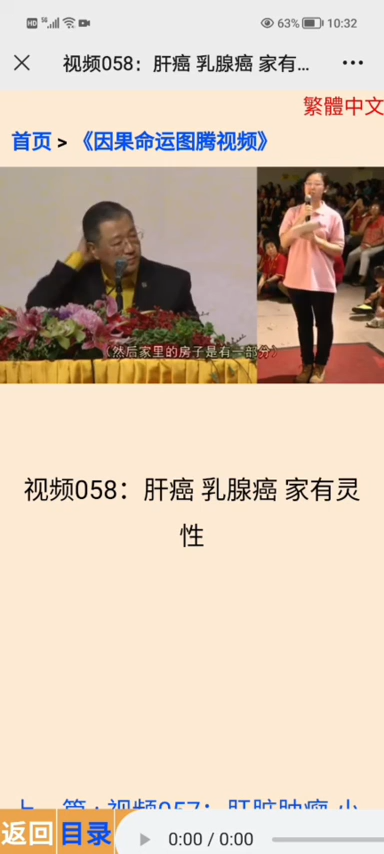 HD 5G 63% 10:32
视频058：肝癌 乳腺癌 家有...
繁體中文
首页 > 《因果命运图腾视频》
《然后家里的房子是有一部分》
视频058：肝癌 乳腺癌 家有灵
性
上一篇：视频057：肝脏肿瘤 小
返回 目录 0:00 / 0:00